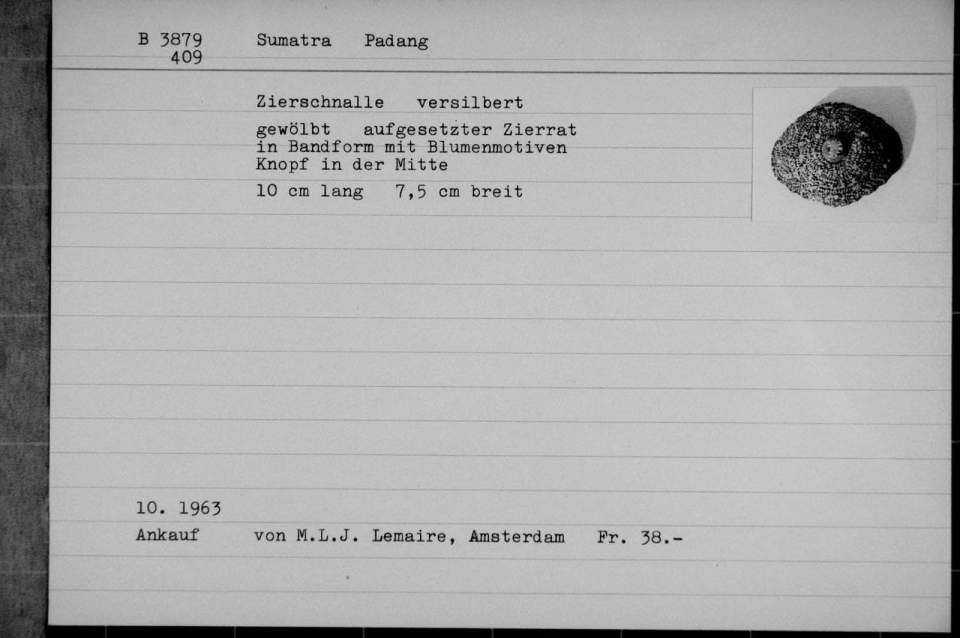 B 3879 Sumatra Padang
409
Zierschnalle versilbert
gewölbt aufgesetzter Zierrat
in Bandform mit Blumenmotiven
Knopf in der Mitte
10 cm lang 7,5 cm breit
10. 1963
Ankauf von M.L.J. Lemaire, Amsterdam Fr. 38.-